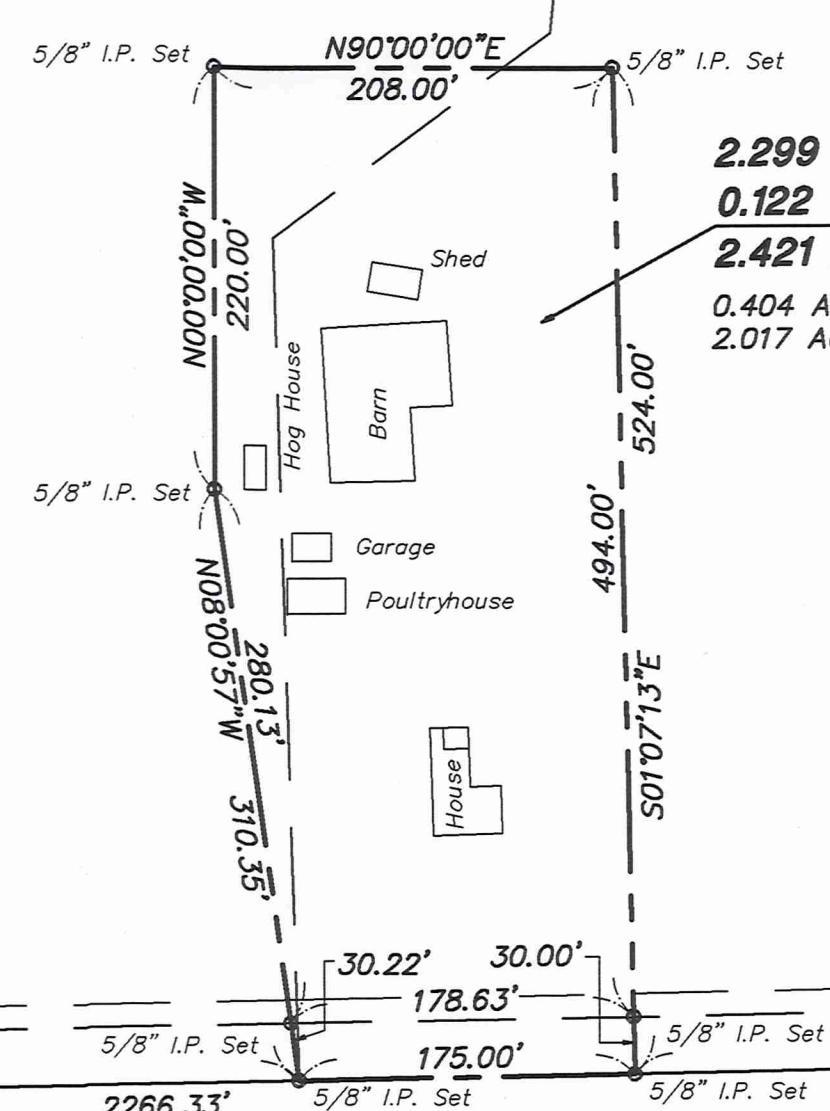 5/8" I.P. Set
N90°00'00"E
208.00'
5/8" I.P. Set
2.299
0.122
2.421
0.404 A
2.017 A
N00°00'00"W
220.00'
Shed
Barn
Hog House
524.00'
494.00'
5/8" I.P. Set
Garage
Poultryhouse
N08°00'57"W
280.13'
310.35'
S01°07'13"E
House
30.22'
30.00'
178.63'
5/8" I.P. Set
5/8" I.P. Set
175.00'
5/8" I.P. Set
5/8" I.P. Set
2266.33'